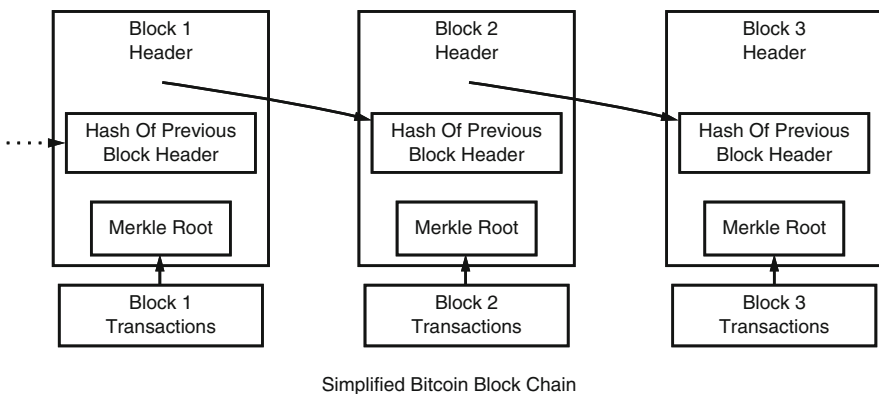 Block 1
Header
Hash Of Previous
Block Header
Merkle Root
Block 1
Transactions
Block 2
Header
Hash Of Previous
Block Header
Merkle Root
Block 2
Transactions
Block 3
Header
Hash Of Previous
Block Header
Merkle Root
Block 3
Transactions
Simplified Bitcoin Block Chain